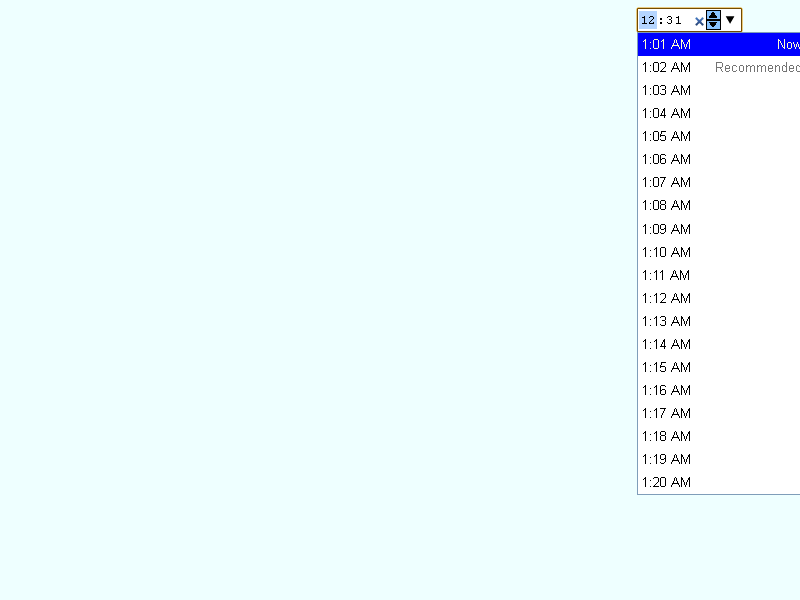 12:31
1:01 AM Now
1:02 AM Recommended
1:03 AM
1:04 AM
1:05 AM
1:06 AM
1:07 AM
1:08 AM
1:09 AM
1:10 AM
1:11 AM
1:12 AM
1:13 AM
1:14 AM
1:15 AM
1:16 AM
1:17 AM
1:18 AM
1:19 AM
1:20 AM